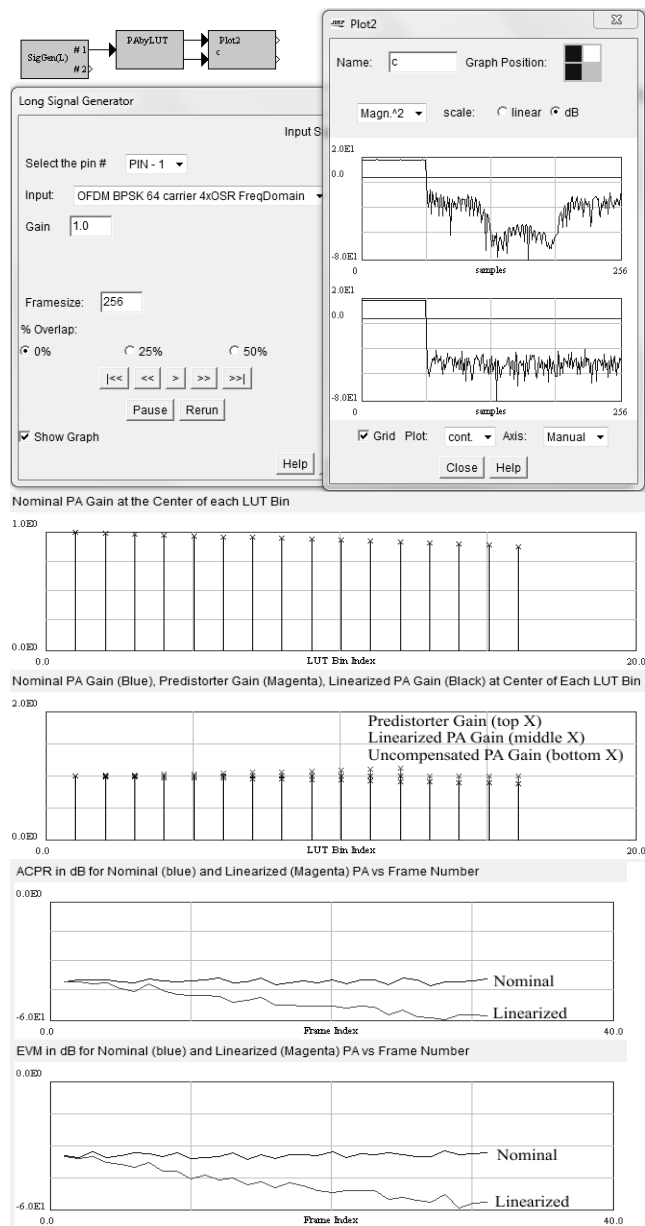 SigGen(L)
# 1
# 2
PAbyLUT
Plot2
c
Long Signal Generator
Input S
Select the pin #
PIN - 1
Input:
OFDM BPSK 64 carrier 4xOSR FreqDomain
Gain
1.0
Framesize:
256
% Overlap:
0%
25%
50%
|<<
<<
>
>>
>>|
Pause
Rerun
Show Graph
Help
Plot2
Name:
c
Graph Position:
Magn.^2
scale:
linear
dB
2.0E1
0.0
-8.0E1
0
samples
256
2.0E1
0.0
-8.0E1
0
samples
256
Grid
Plot:
cont.
Axis:
Manual
Close
Help
Nominal PA Gain at the Center of each LUT Bin
1.0E0
0.0E0
0.0
LUT Bin Index
20.0
Nominal PA Gain (Blue), Predistorter Gain (Magenta), Linearized PA Gain (Black) at Center of Each LUT Bin
2.0E0
Predistorter Gain (top X)
Linearized PA Gain (middle X)
Uncompensated PA Gain (bottom X)
0.0E0
0.0
LUT Bin Index
20.0
ACPR in dB for Nominal (blue) and Linearized (Magenta) PA vs Frame Number
0.0E0
Nominal
Linearized
-6.0E1
0.0
Frame Index
40.0
EVM in dB for Nominal (blue) and Linearized (Magenta) PA vs Frame Number
0.0E0
Nominal
Linearized
-6.0E1
0.0
Frame Index
40.0